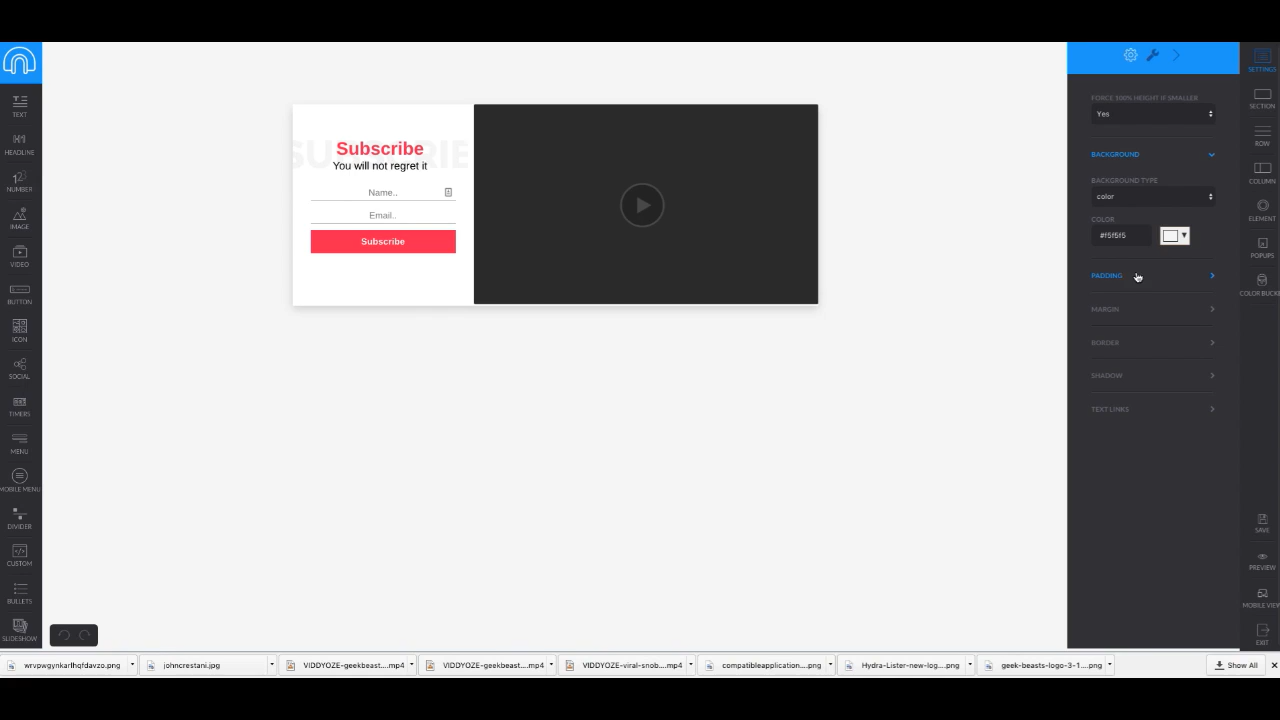 TEXT
HEADLINE
NUMBER
IMAGE
VIDEO
BUTTON
ICON
SOCIAL
TIMERS
MENU
MOBILE MENU
DIVIDER
CUSTOM
BULLETS
SLIDESHOW
SUBSCRIBE
Subscribe
You will not regret it
Name..
Email..
Subscribe
FORCE 100% HEIGHT IF SMALLER
Yes
BACKGROUND
BACKGROUND TYPE
color
COLOR
#f5f5f5
PADDING
MARGIN
BORDER
SHADOW
TEXT LINKS
SETTINGS
SECTION
ROW
COLUMN
ELEMENT
POPUPS
COLOR BUCK
SAVE
PREVIEW
MOBILE VIEW
EXIT
wrvpwgynkarlhqfdavzo.png
johncrestani.jpg
VIDDYOZE-geekbeast....mp4
VIDDYOZE-geekbeast....mp4
VIDDYOZE-viral-snob....mp4
compatibleapplication....png
Hydra-Lister-new-log....png
geek-beasts-logo-3-1....png
Show All